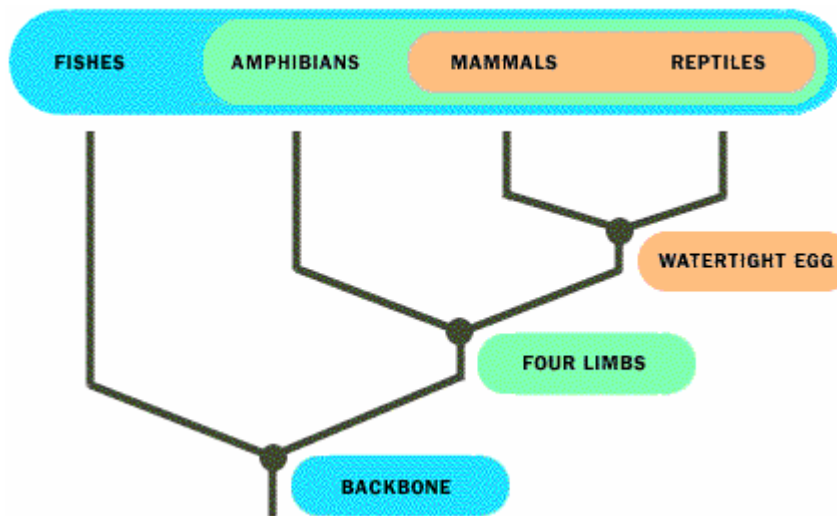 FISHES AMPHIBIANS MAMMALS REPTILES
WATERTIGHT EGG
FOUR LIMBS
BACKBONE